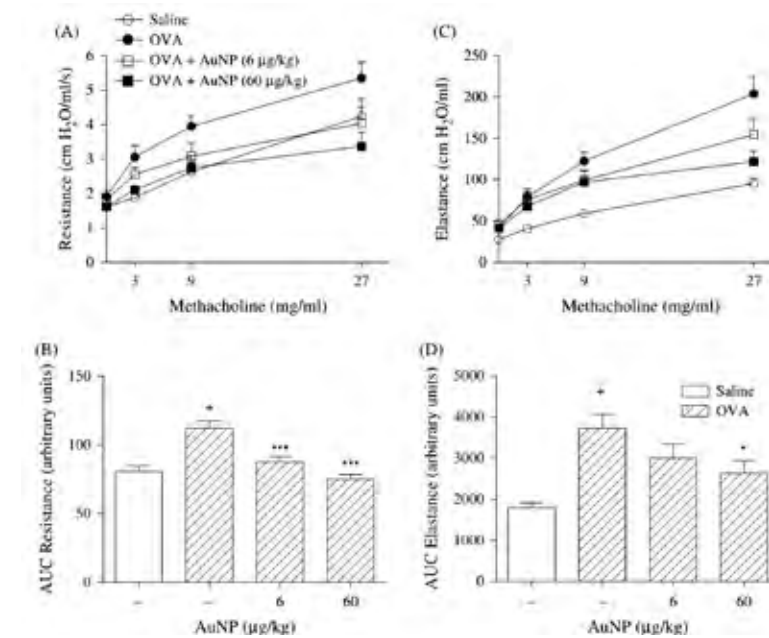 (A)
Saline
OVA
OVA + AuNP (6 µg/kg)
OVA + AuNP (60 µg/kg)
Resistance (cm H₂O/ml/s)
6
5
4
3
2
1
0
3 9 27
Methacholine (mg/ml)
(C)
Elastance (cm H₂O/ml)
250
200
150
100
50
0
3 9 27
Methacholine (mg/ml)
(B)
AUC Resistance (arbitrary units)
150
100
50
0
+
***
***
– – 6 60
AuNP (µg/kg)
(D)
AUC Elastance (arbitrary units)
5000
4000
3000
2000
1000
0
Saline
OVA
+
*
– – 6 60
AuNP (µg/kg)